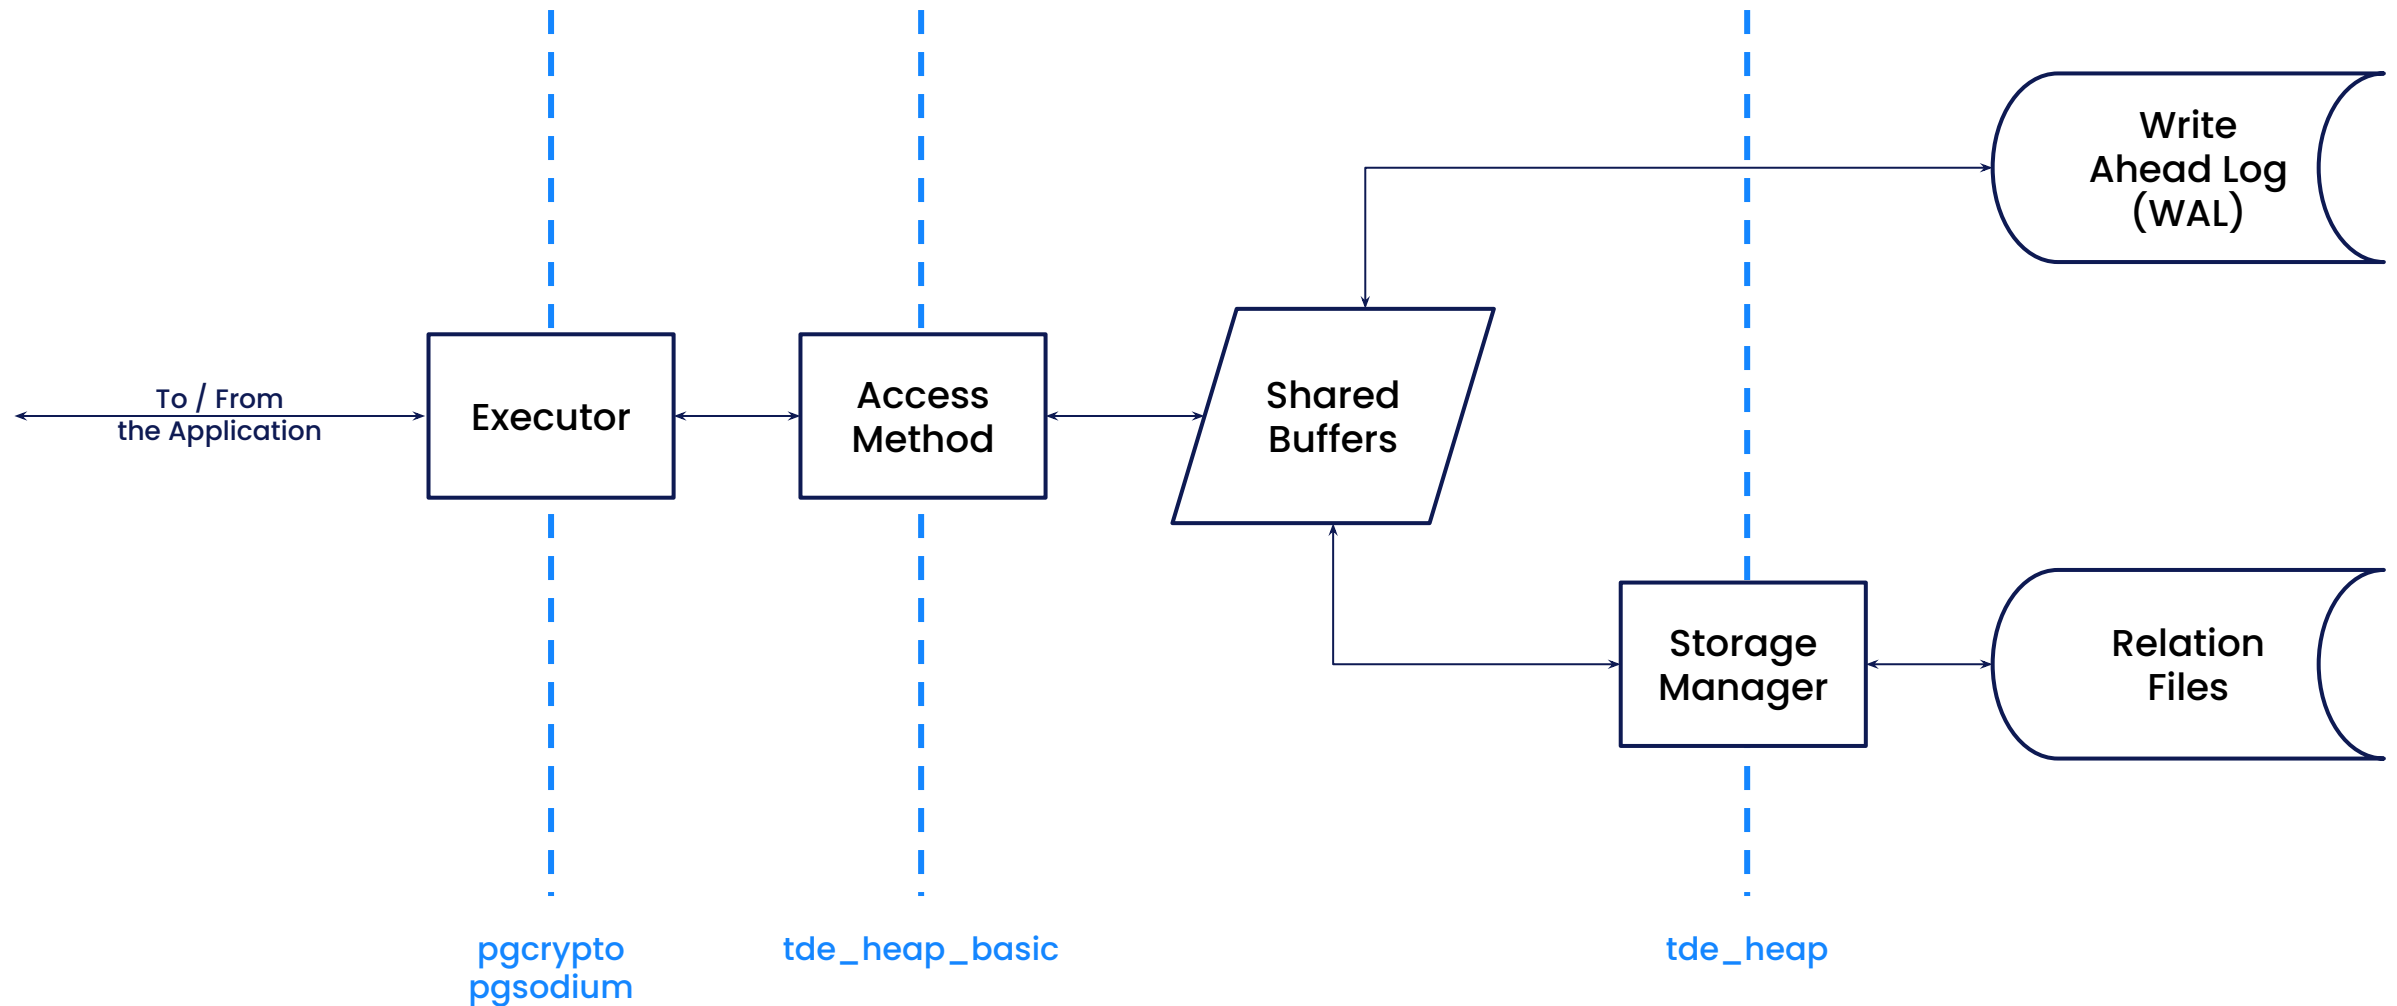 Write
Ahead Log
(WAL)
To / From
the Application
Executor
Access
Method
Shared
Buffers
Storage
Manager
Relation
Files
pgcrypto
pgsodium
tde_heap_basic
tde_heap